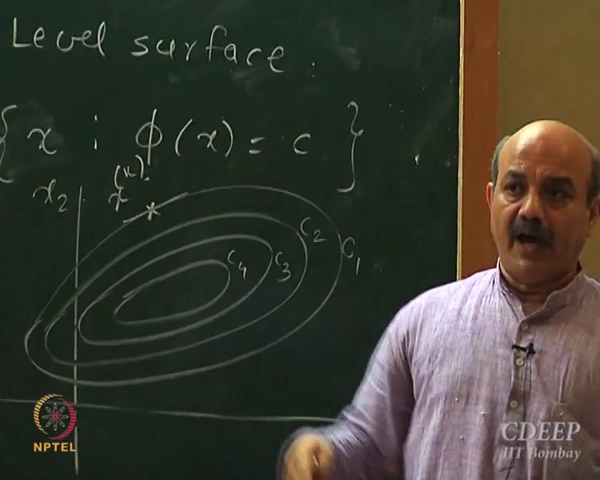 Level surface.
{ x : φ(x) = c }
x₂ x⁽ᵏ⁾
C₂ C₁
C₄ C₃
NPTEL
CDEEP
IIT Bombay